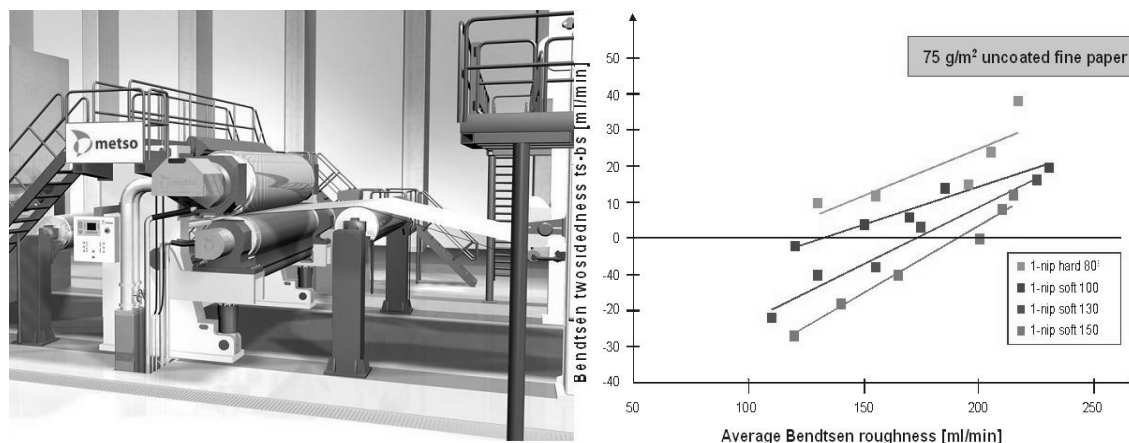 metso
metso
Bendtsen twosidedness ts-bs [ml/min]
75 g/m² uncoated fine paper
50
40
30
20
10
0
-40
-20
-30
-40
1-nip hard 80
1-nip soft 100
1-nip soft 130
1-nip soft 150
50
100
150
200
250
Average Bendtsen roughness [ml/min]